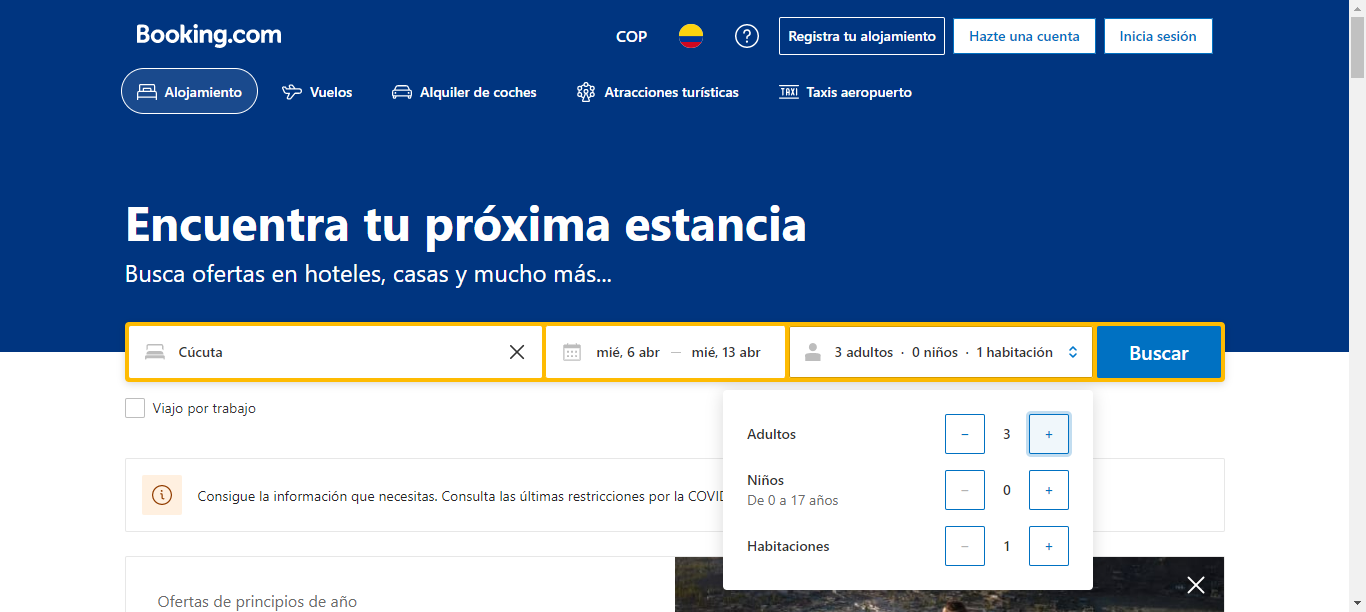 Booking.com
COP
?
Registra tu alojamiento
Hazte una cuenta
Inicia sesión
Alojamiento
Vuelos
Alquiler de coches
Atracciones turísticas
TAXI
Taxis aeropuerto
Encuentra tu próxima estancia
Busca ofertas en hoteles, casas y mucho más...
Cúcuta
mié, 6 abr — mié, 13 abr
3 adultos · 0 niños · 1 habitación
Buscar
Viajo por trabajo
Adultos
− 3 +
Niños
De 0 a 17 años
− 0 +
Habitaciones
− 1 +
Consigue la información que necesitas. Consulta las últimas restricciones por la COVID
Ofertas de principios de año